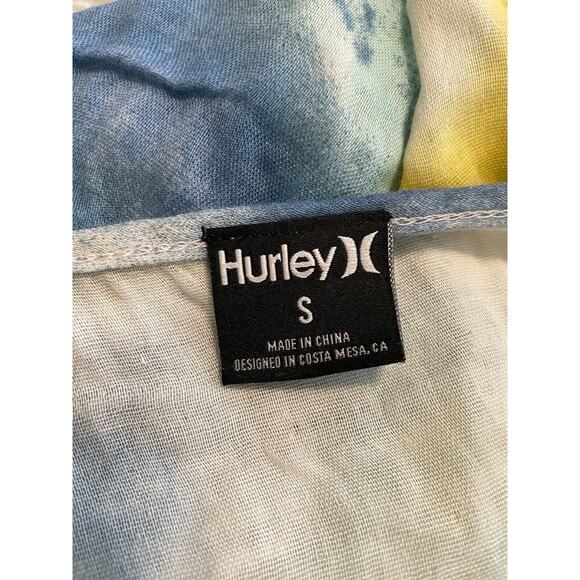 Hurley
S
MADE IN CHINA
DESIGNED IN COSTA MESA, CA